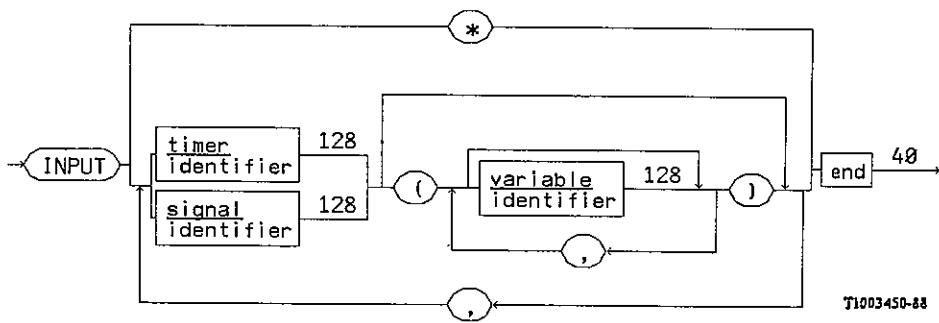 *
INPUT
timer
identifier
128
signal
identifier
128
(
variable
identifier
128
)
,
,
end
40
T1003450-88